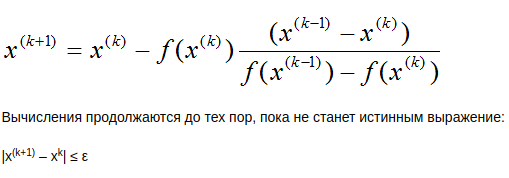 x^(k+1) = x^(k) − f(x^(k)) (x^(k−1) − x^(k)) / (f(x^(k−1)) − f(x^(k)))
Вычисления продолжаются до тех пор, пока не станет истинным выражение:
|x^(k+1) – x^k| ≤ ε